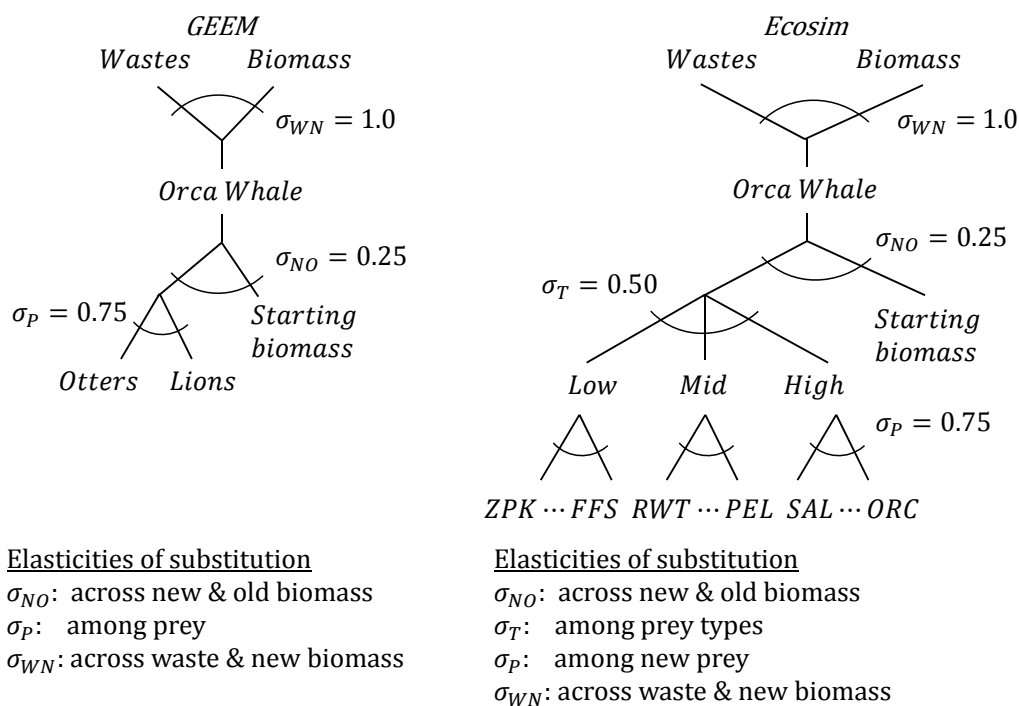 GEEM
Wastes Biomass
σ_WN = 1.0
Orca Whale
σ_NO = 0.25
σ_P = 0.75
Starting
biomass
Otters Lions
Elasticities of substitution
σ_NO: across new & old biomass
σ_P: among prey
σ_WN: across waste & new biomass
Ecosim
Wastes Biomass
σ_WN = 1.0
Orca Whale
σ_NO = 0.25
σ_T = 0.50
Starting
biomass
Low Mid High
σ_P = 0.75
ZPK ⋯ FFS RWT ⋯ PEL SAL ⋯ ORC
Elasticities of substitution
σ_NO: across new & old biomass
σ_T: among prey types
σ_P: among new prey
σ_WN: across waste & new biomass